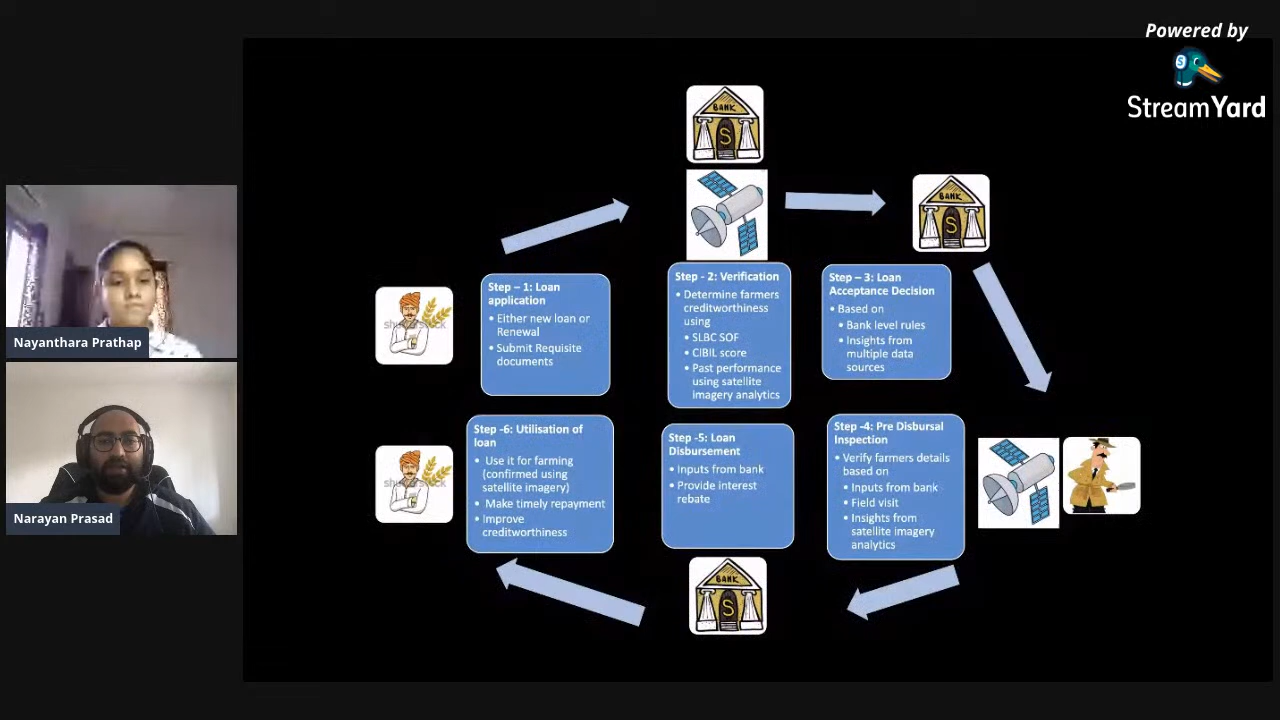 Powered by
StreamYard
Nayanthara Prathap
Narayan Prasad
BANK
BANK
shutterstock
Step – 1: Loan
application
• Either new loan or
Renewal
• Submit Requisite
documents
Step - 2: Verification
• Determine farmers
creditworthiness
using
• SLBC SOF
• CIBIL score
• Past performance
using satellite
imagery analytics
Step – 3: Loan
Acceptance Decision
• Based on
• Bank level rules
• Insights from
multiple data
sources
Step -4: Pre Disbursal
Inspection
• Verify farmers details
based on
• Inputs from bank
• Field visit
• Insights from
satellite imagery
analytics
Step -5: Loan
Disbursement
• Inputs from bank
• Provide interest
rebate
BANK
shutterstock
Step -6: Utilisation of
loan
• Use it for farming
(confirmed using
satellite imagery)
• Make timely repayment
• Improve
creditworthiness